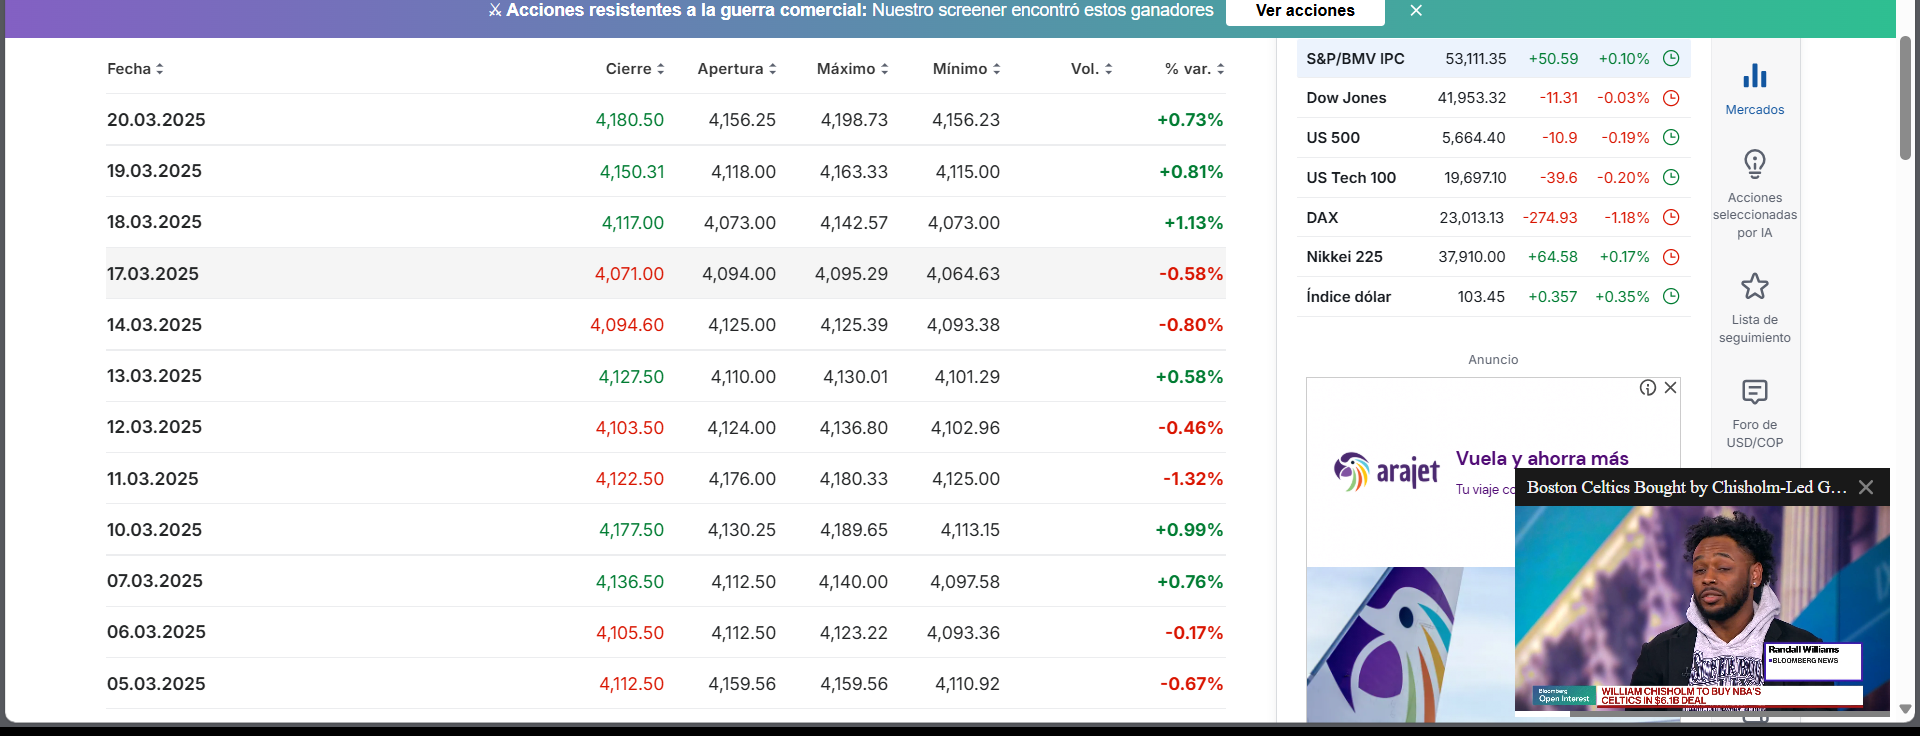 ⚔ Acciones resistentes a la guerra comercial: Nuestro screener encontró estos ganadores Ver acciones
Fecha Cierre Apertura Máximo Mínimo Vol. % var.
20.03.2025 4,180.50 4,156.25 4,198.73 4,156.23 +0.73%
19.03.2025 4,150.31 4,118.00 4,163.33 4,115.00 +0.81%
18.03.2025 4,117.00 4,073.00 4,142.57 4,073.00 +1.13%
17.03.2025 4,071.00 4,094.00 4,095.29 4,064.63 -0.58%
14.03.2025 4,094.60 4,125.00 4,125.39 4,093.38 -0.80%
13.03.2025 4,127.50 4,110.00 4,130.01 4,101.29 +0.58%
12.03.2025 4,103.50 4,124.00 4,136.80 4,102.96 -0.46%
11.03.2025 4,122.50 4,176.00 4,180.33 4,125.00 -1.32%
10.03.2025 4,177.50 4,130.25 4,189.65 4,113.15 +0.99%
07.03.2025 4,136.50 4,112.50 4,140.00 4,097.58 +0.76%
06.03.2025 4,105.50 4,112.50 4,123.22 4,093.36 -0.17%
05.03.2025 4,112.50 4,159.56 4,159.56 4,110.92 -0.67%
S&P/BMV IPC 53,111.35 +50.59 +0.10%
Dow Jones 41,953.32 -11.31 -0.03%
US 500 5,664.40 -10.9 -0.19%
US Tech 100 19,697.10 -39.6 -0.20%
DAX 23,013.13 -274.93 -1.18%
Nikkei 225 37,910.00 +64.58 +0.17%
Índice dólar 103.45 +0.357 +0.35%
Anuncio
arajet
Vuela y ahorra más
Tu viaje co
Mercados
Acciones
seleccionadas
por IA
Lista de
seguimiento
Foro de
USD/COP
Boston Celtics Bought by Chisholm-Led G...
Randall Williams
BLOOMBERG NEWS
Bloomberg
Open Interest
WILLIAM CHISHOLM TO BUY NBA'S
CELTICS IN $6.1B DEAL